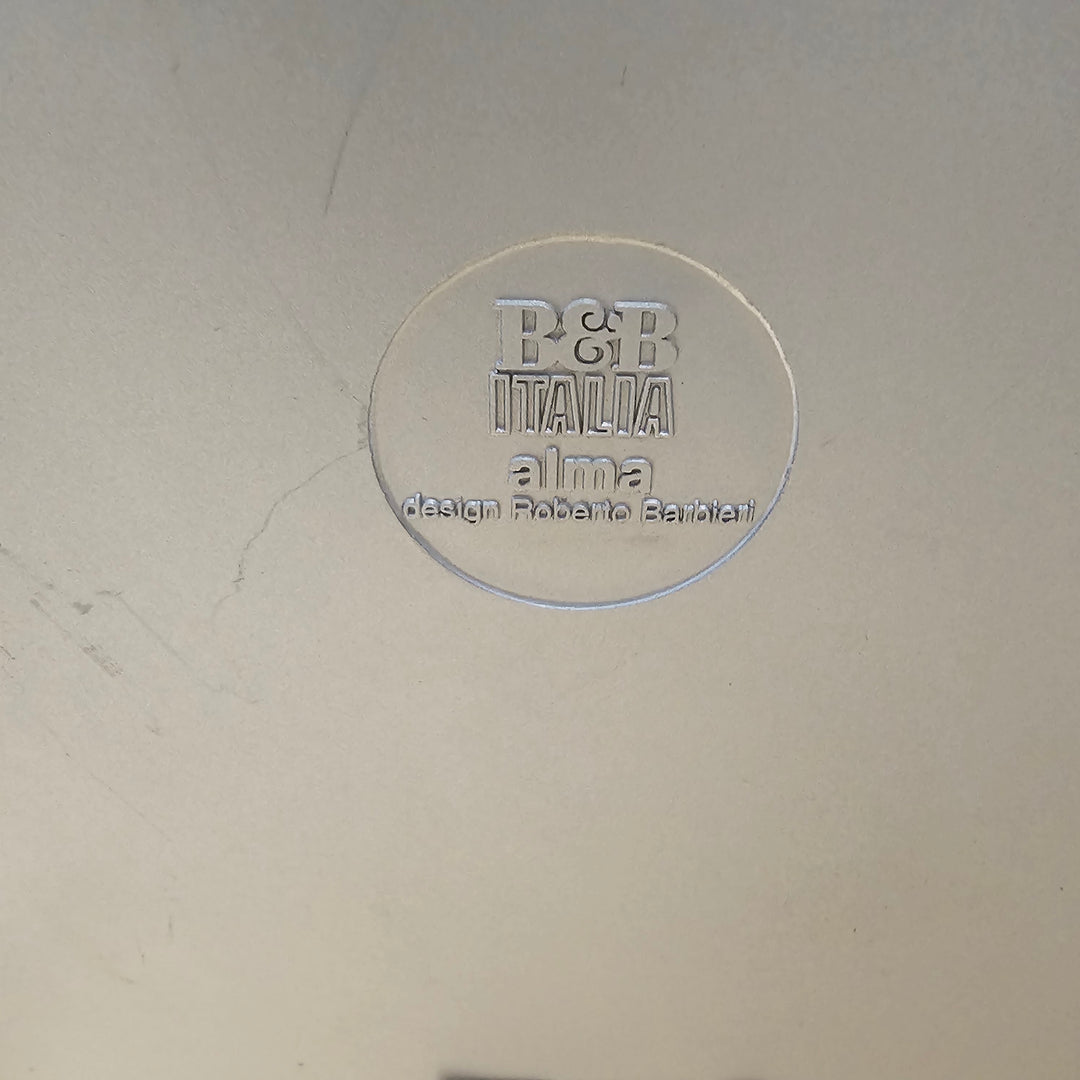 B&B
ITALIA
alma
design Roberto Barbieri